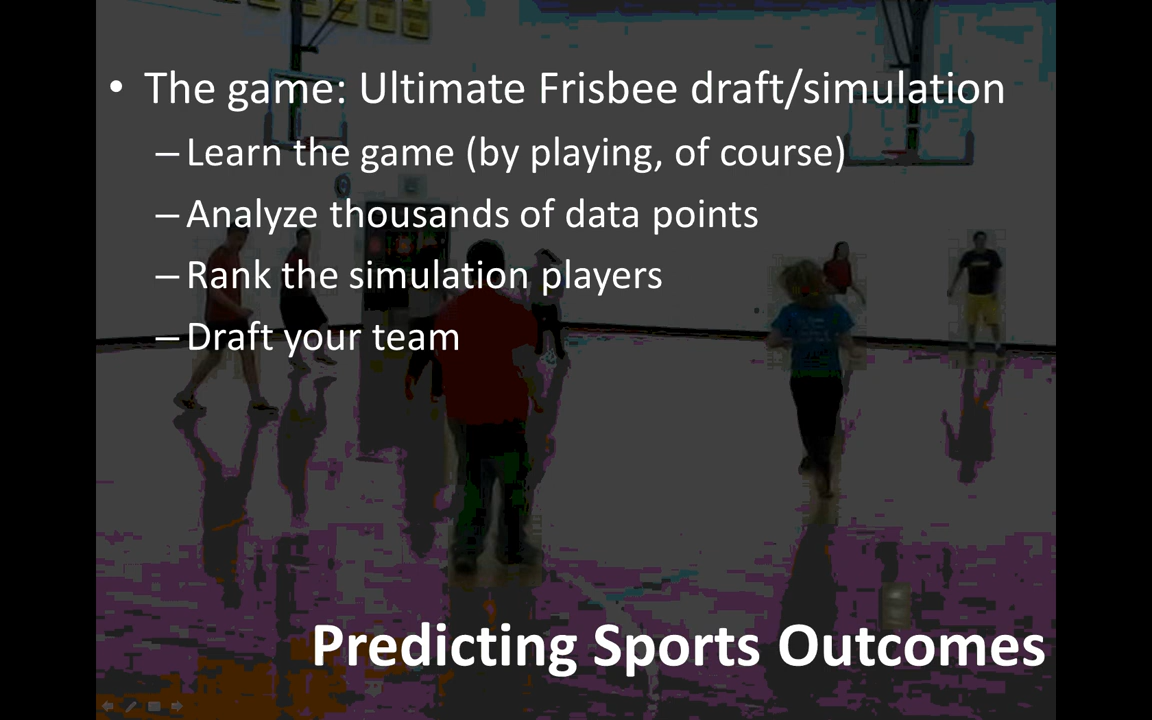 • The game: Ultimate Frisbee draft/simulation
– Learn the game (by playing, of course)
– Analyze thousands of data points
– Rank the simulation players
– Draft your team
Predicting Sports Outcomes